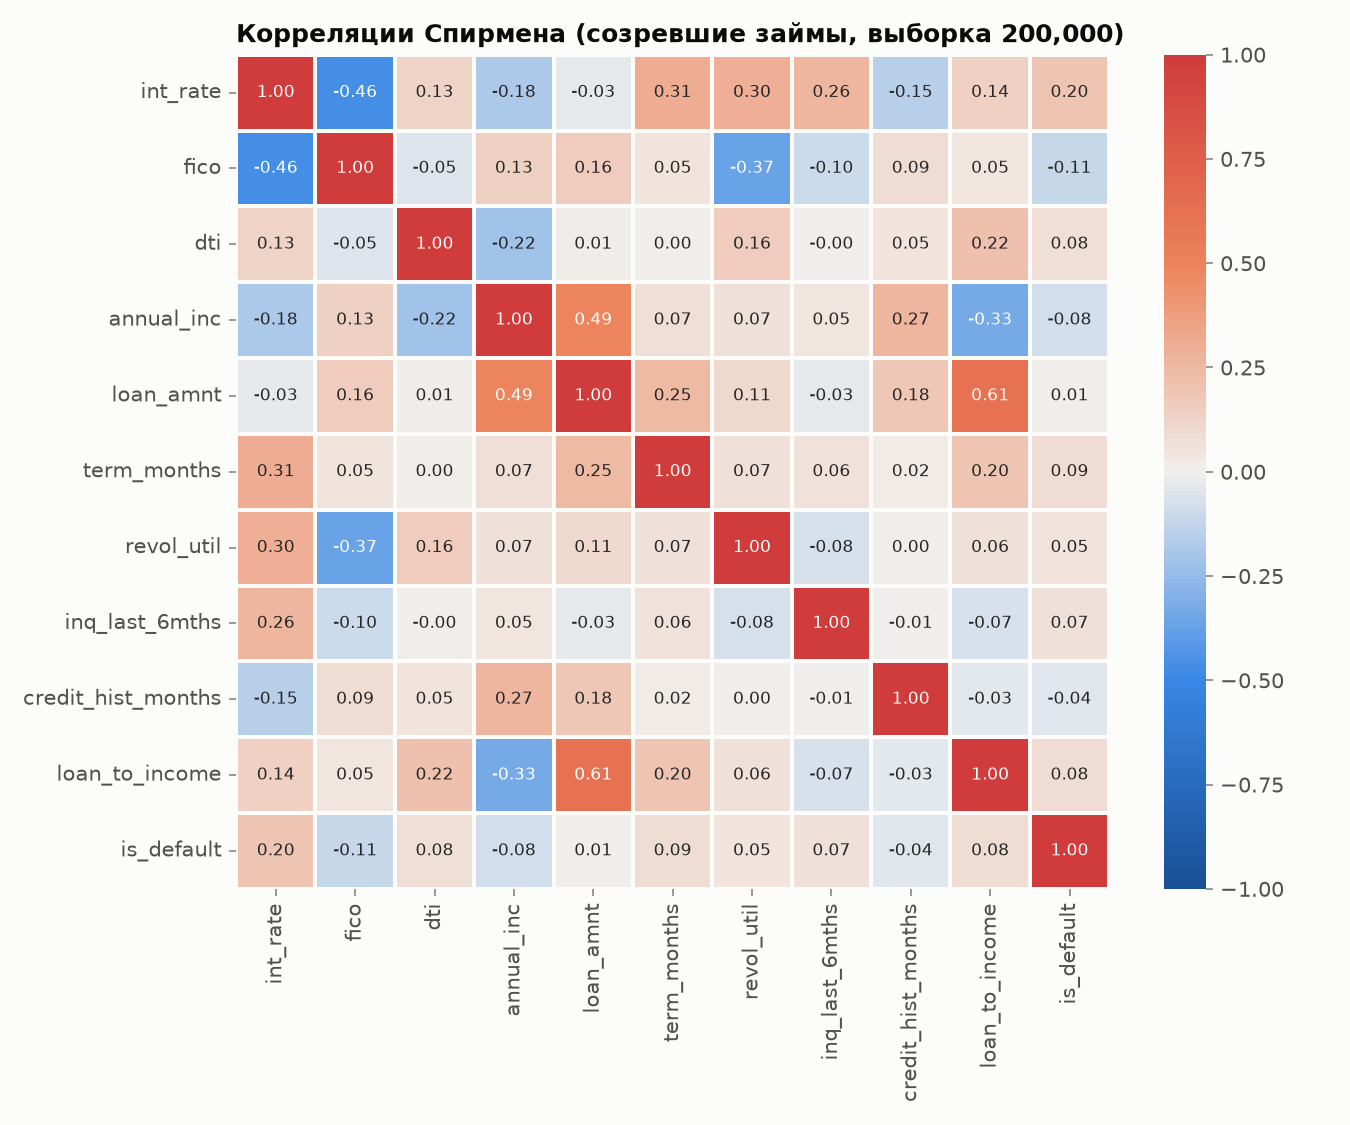 Корреляции Спирмена (созревшие займы, выборка 200,000)
int_rate 1.00 -0.46 0.13 -0.18 -0.03 0.31 0.30 0.26 -0.15 0.14 0.20
fico -0.46 1.00 -0.05 0.13 0.16 0.05 -0.37 -0.10 0.09 0.05 -0.11
dti 0.13 -0.05 1.00 -0.22 0.01 0.00 0.16 -0.00 0.05 0.22 0.08
annual_inc -0.18 0.13 -0.22 1.00 0.49 0.07 0.07 0.05 0.27 -0.33 -0.08
loan_amnt -0.03 0.16 0.01 0.49 1.00 0.25 0.11 -0.03 0.18 0.61 0.01
term_months 0.31 0.05 0.00 0.07 0.25 1.00 0.07 0.06 0.02 0.20 0.09
revol_util 0.30 -0.37 0.16 0.07 0.11 0.07 1.00 -0.08 0.00 0.06 0.05
inq_last_6mths 0.26 -0.10 -0.00 0.05 -0.03 0.06 -0.08 1.00 -0.01 -0.07 0.07
credit_hist_months -0.15 0.09 0.05 0.27 0.18 0.02 0.00 -0.01 1.00 -0.03 -0.04
loan_to_income 0.14 0.05 0.22 -0.33 0.61 0.20 0.06 -0.07 -0.03 1.00 0.08
is_default 0.20 -0.11 0.08 -0.08 0.01 0.09 0.05 0.07 -0.04 0.08 1.00
int_rate
fico
dti
annual_inc
loan_amnt
term_months
revol_util
inq_last_6mths
credit_hist_months
loan_to_income
is_default
1.00
0.75
0.50
0.25
0.00
−0.25
−0.50
−0.75
−1.00